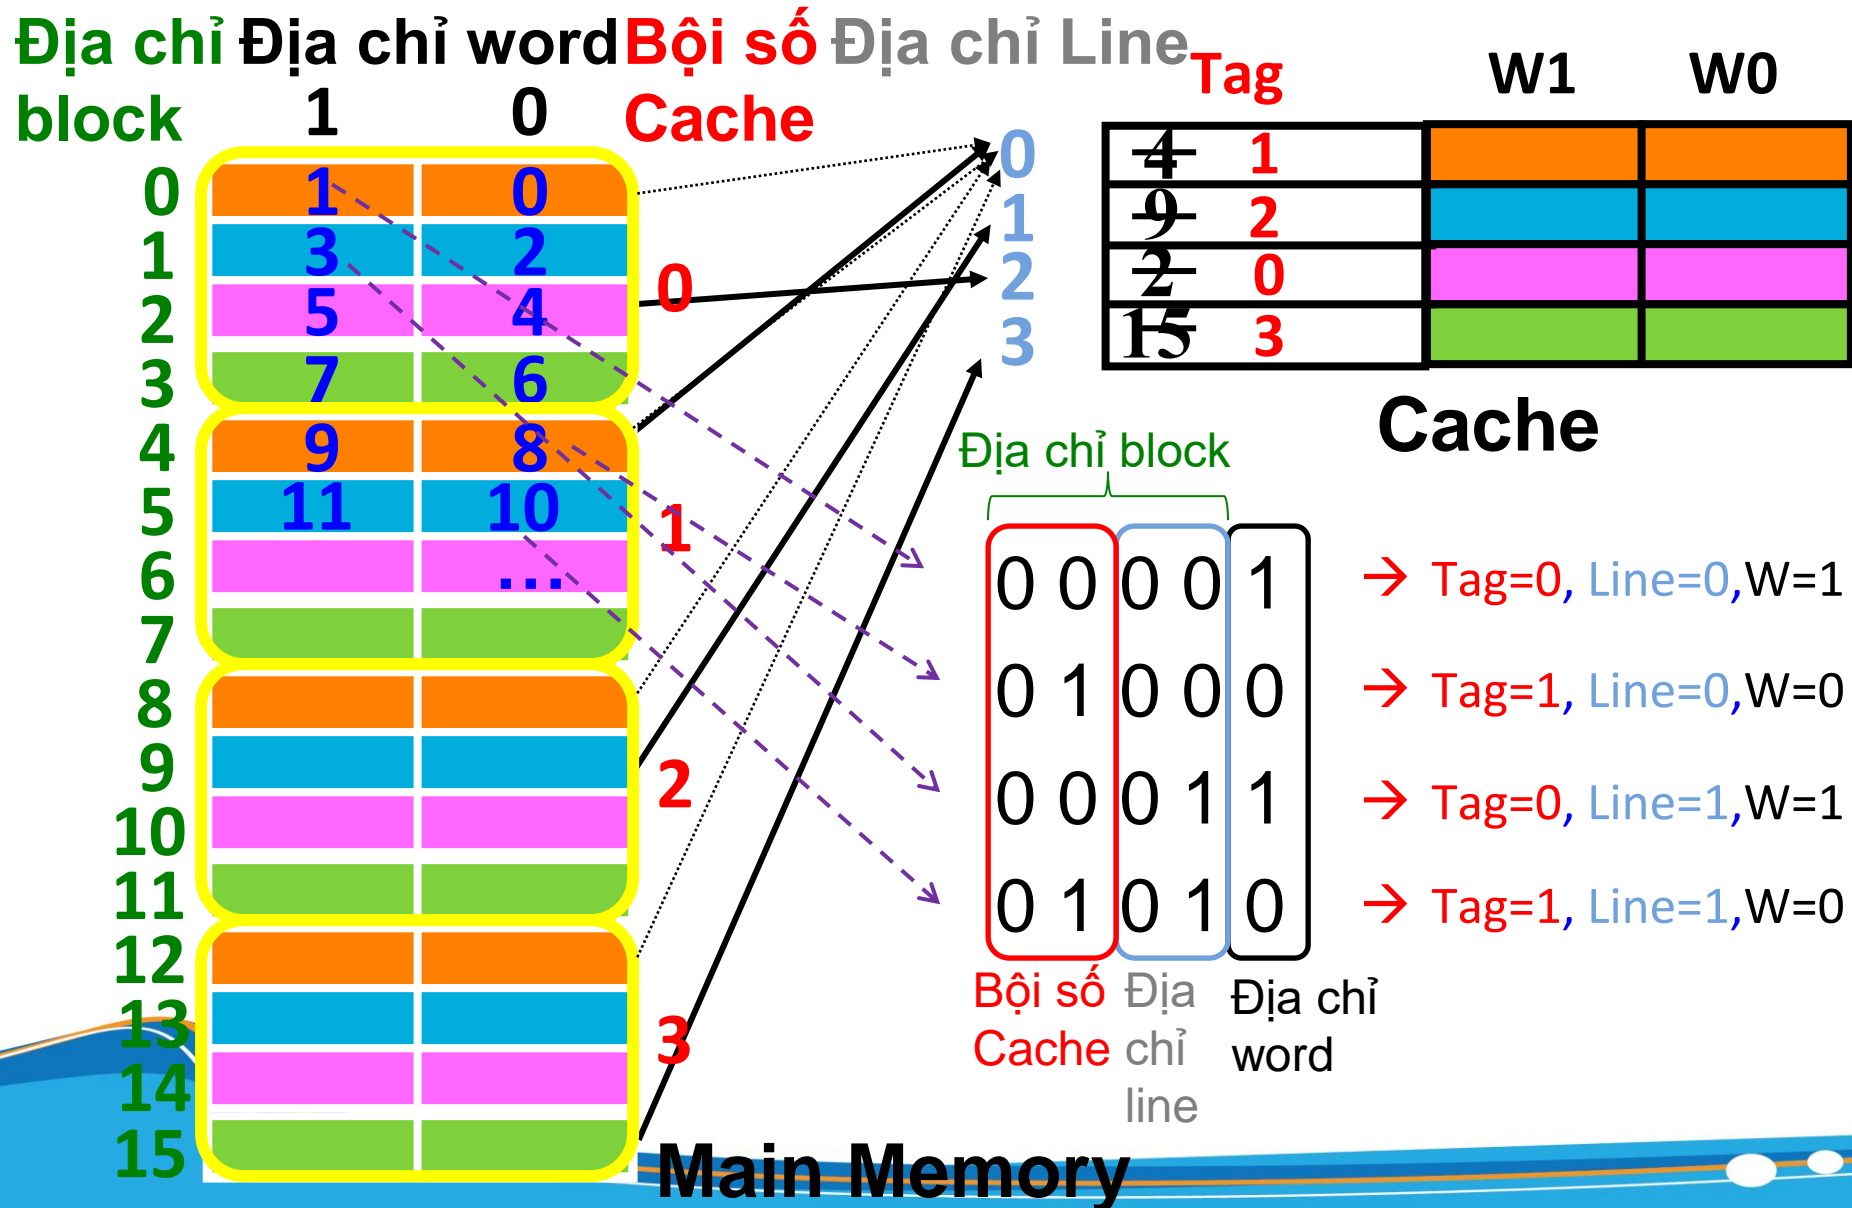 Địa chỉ block
Địa chỉ word
1 0
Bội số Cache
Địa chỉ Line
Tag W1 W0
0 1 0
1 3 2
2 5 4
3 7 6
4 9 8
5 11 10
6 ...
7
8
9
10
11
12
13
14
15
0
1
2
3
Main Memory
0 4 1
1 9 2
2 2 0
3 15 3
Cache
Địa chỉ block
0 0 0 0 1 → Tag=0, Line=0,W=1
0 1 0 0 0 → Tag=1, Line=0,W=0
0 0 0 1 1 → Tag=0, Line=1,W=1
0 1 0 1 0 → Tag=1, Line=1,W=0
Bội số Cache
Địa chỉ line
Địa chỉ word